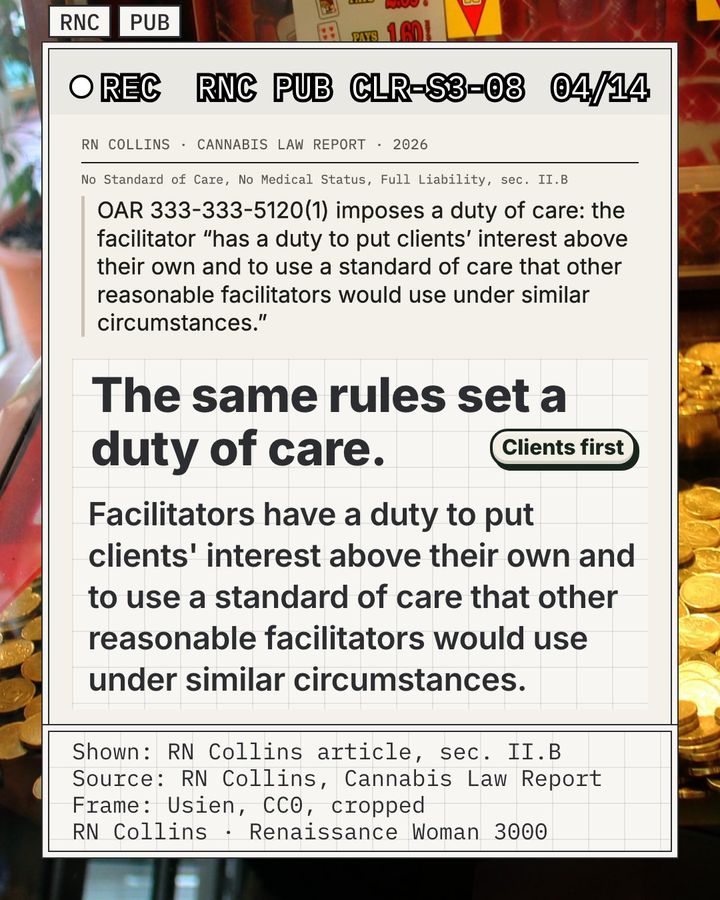 RNC PUB
PAYS 1.60
REC RNC PUB CLR-S3-08 04/14
RN COLLINS · CANNABIS LAW REPORT · 2026
No Standard of Care, No Medical Status, Full Liability, sec. II.B
OAR 333-333-5120(1) imposes a duty of care: the
facilitator “has a duty to put clients’ interest above
their own and to use a standard of care that other
reasonable facilitators would use under similar
circumstances.”
The same rules set a
duty of care.
Clients first
Facilitators have a duty to put
clients' interest above their own and
to use a standard of care that other
reasonable facilitators would use
under similar circumstances.
Shown: RN Collins article, sec. II.B
Source: RN Collins, Cannabis Law Report
Frame: Usien, CC0, cropped
RN Collins · Renaissance Woman 3000